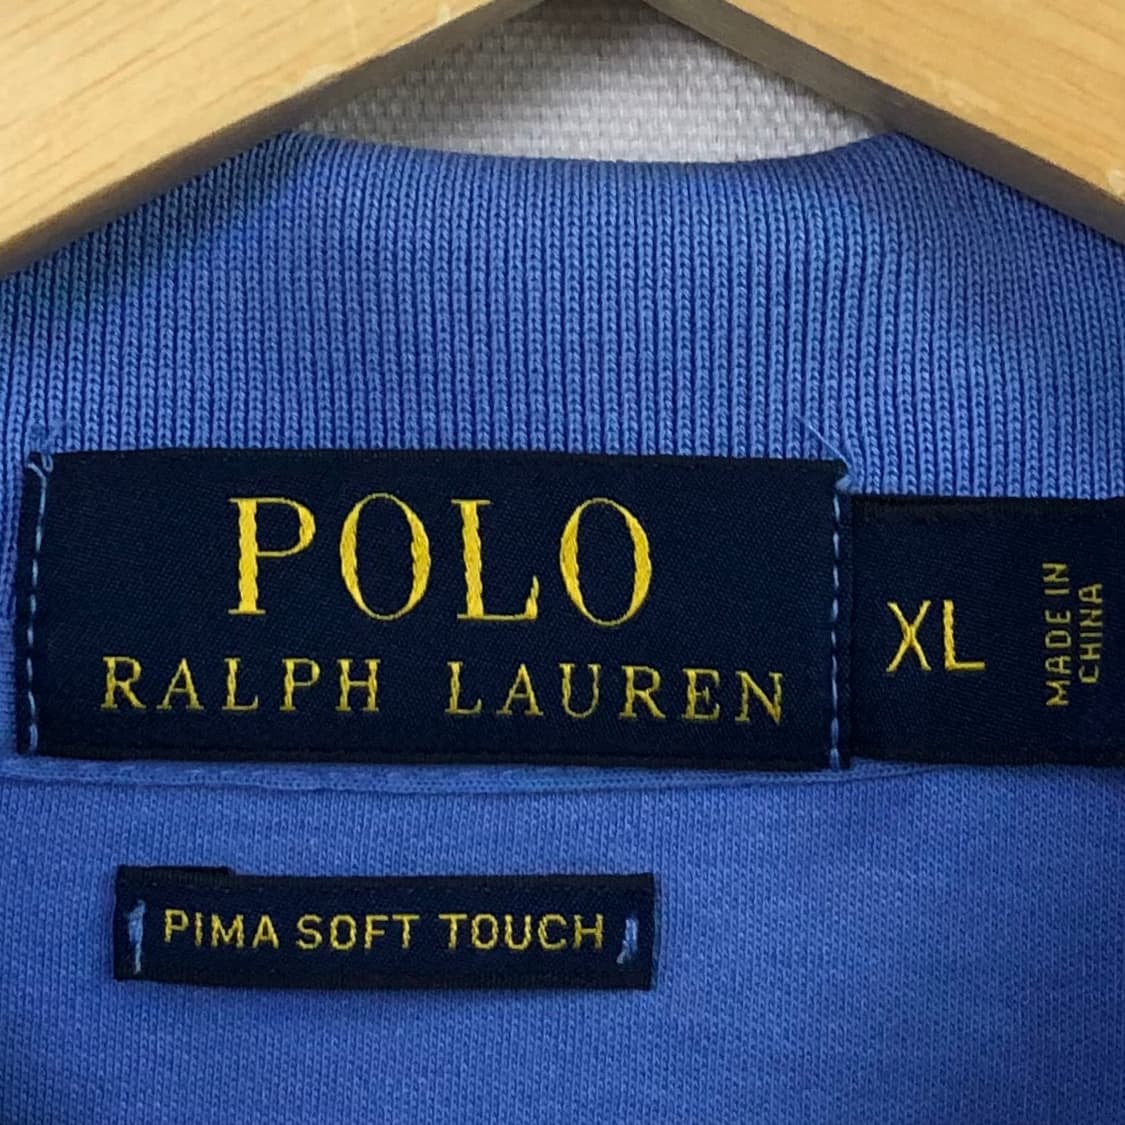 POLO
RALPH LAUREN
XL
MADE IN
CHINA
PIMA SOFT TOUCH